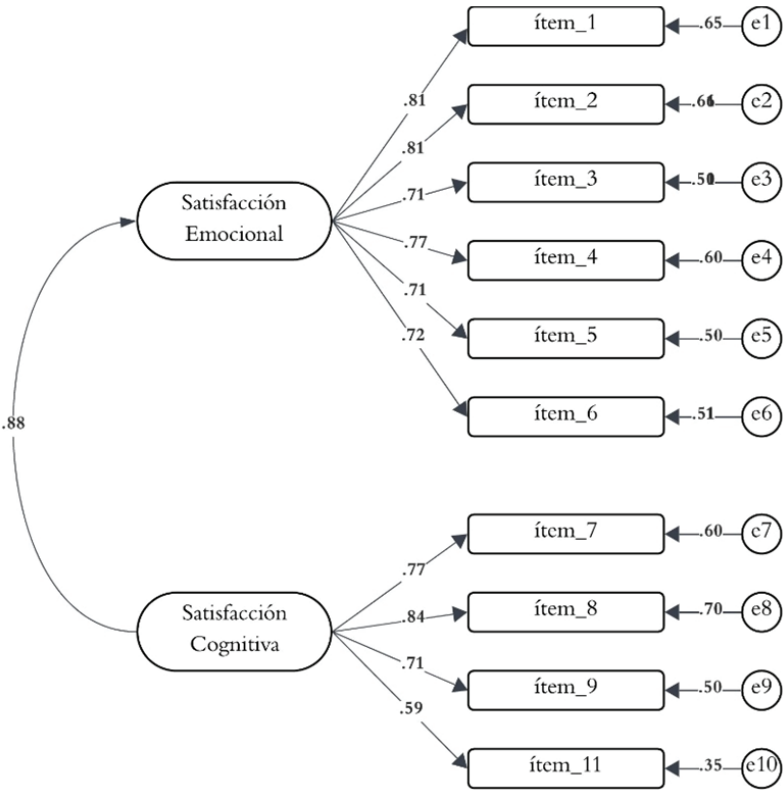 ítem_1
.65
e1
.81
ítem_2
e2
.81
ítem_3
e3
.71
Satisfacción
Emocional
.77
ítem_4
.60
e4
.71
ítem_5
.50
e5
.72
ítem_6
.51
e6
.88
ítem_7
.60
e7
.77
Satisfacción
Cognitiva
.84
ítem_8
.70
e8
.71
ítem_9
.50
e9
.59
ítem_11
.35
e10